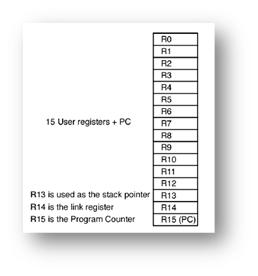 R0
R1
R2
R3
R4
R5
R6
15 User registers + PC
R7
R8
R9
R10
R11
R12
R13 is used as the stack pointer
R13
R14 is the link register
R14
R15 is the Program Counter
R15 (PC)